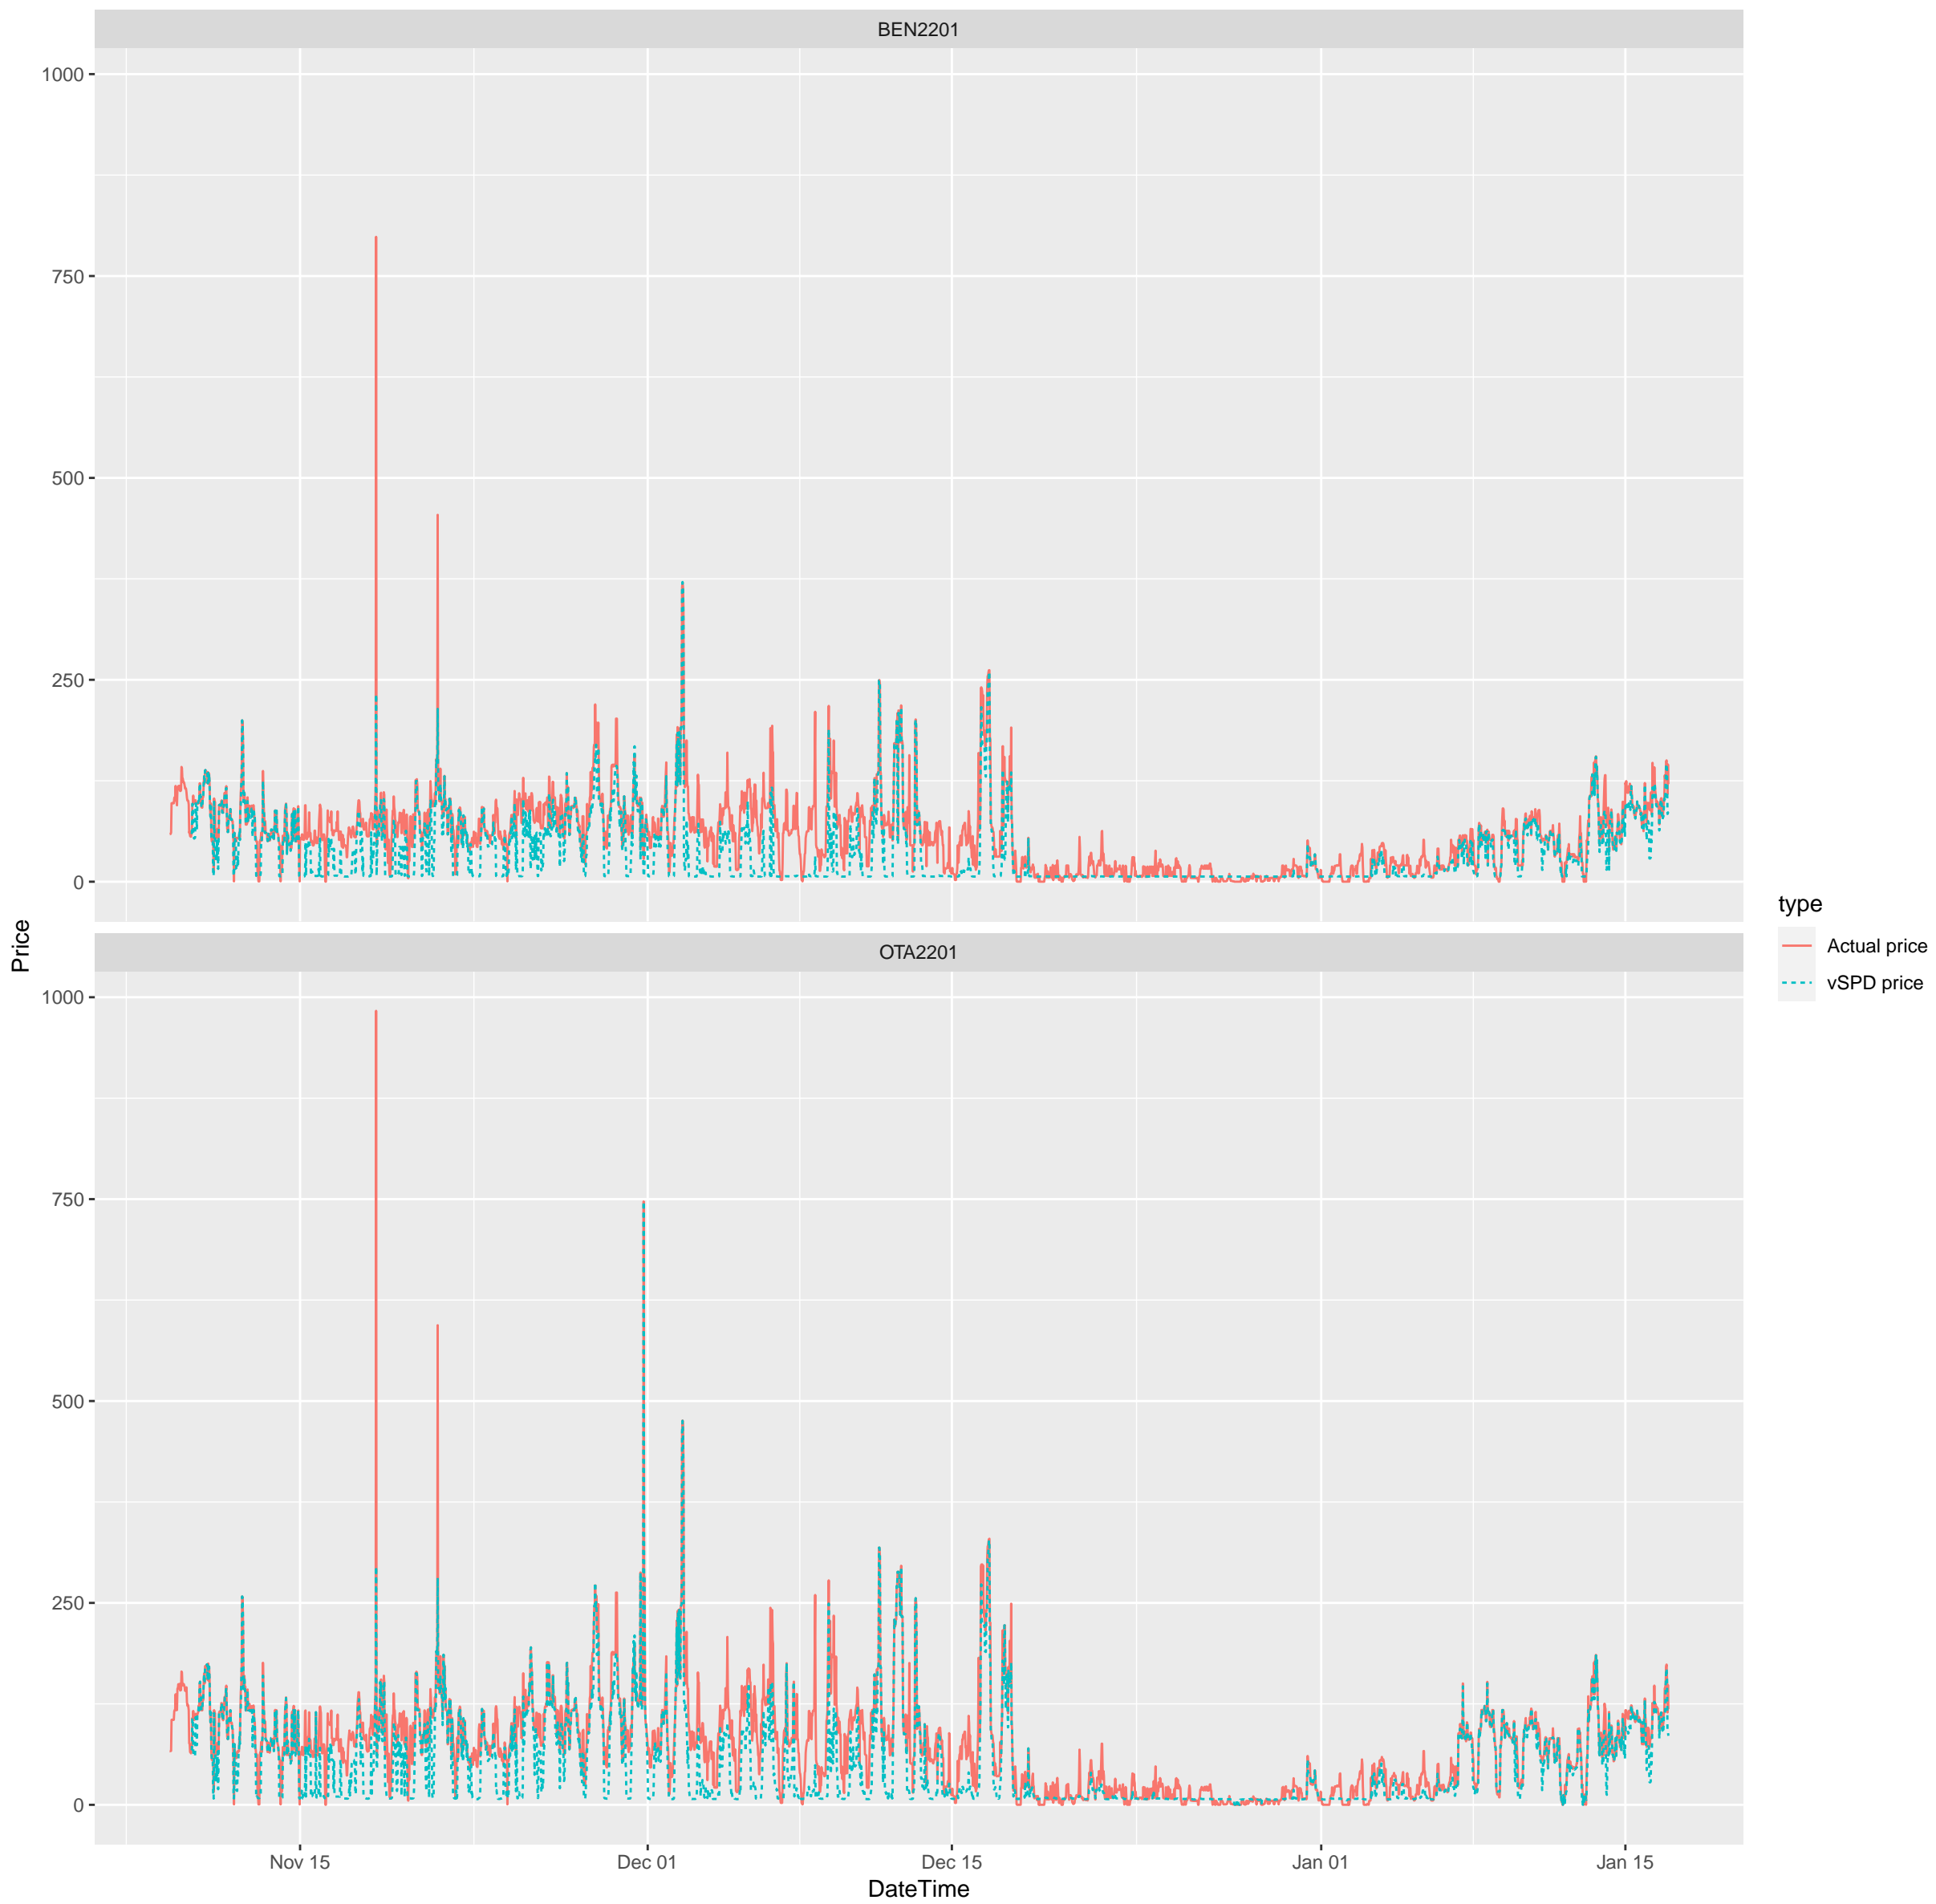 BEN2201
1000
750
500
250
0
Price
OTA2201
1000
750
500
250
0
Nov 15
Dec 01
Dec 15
Jan 01
Jan 15
DateTime
type
Actual price
vSPD price